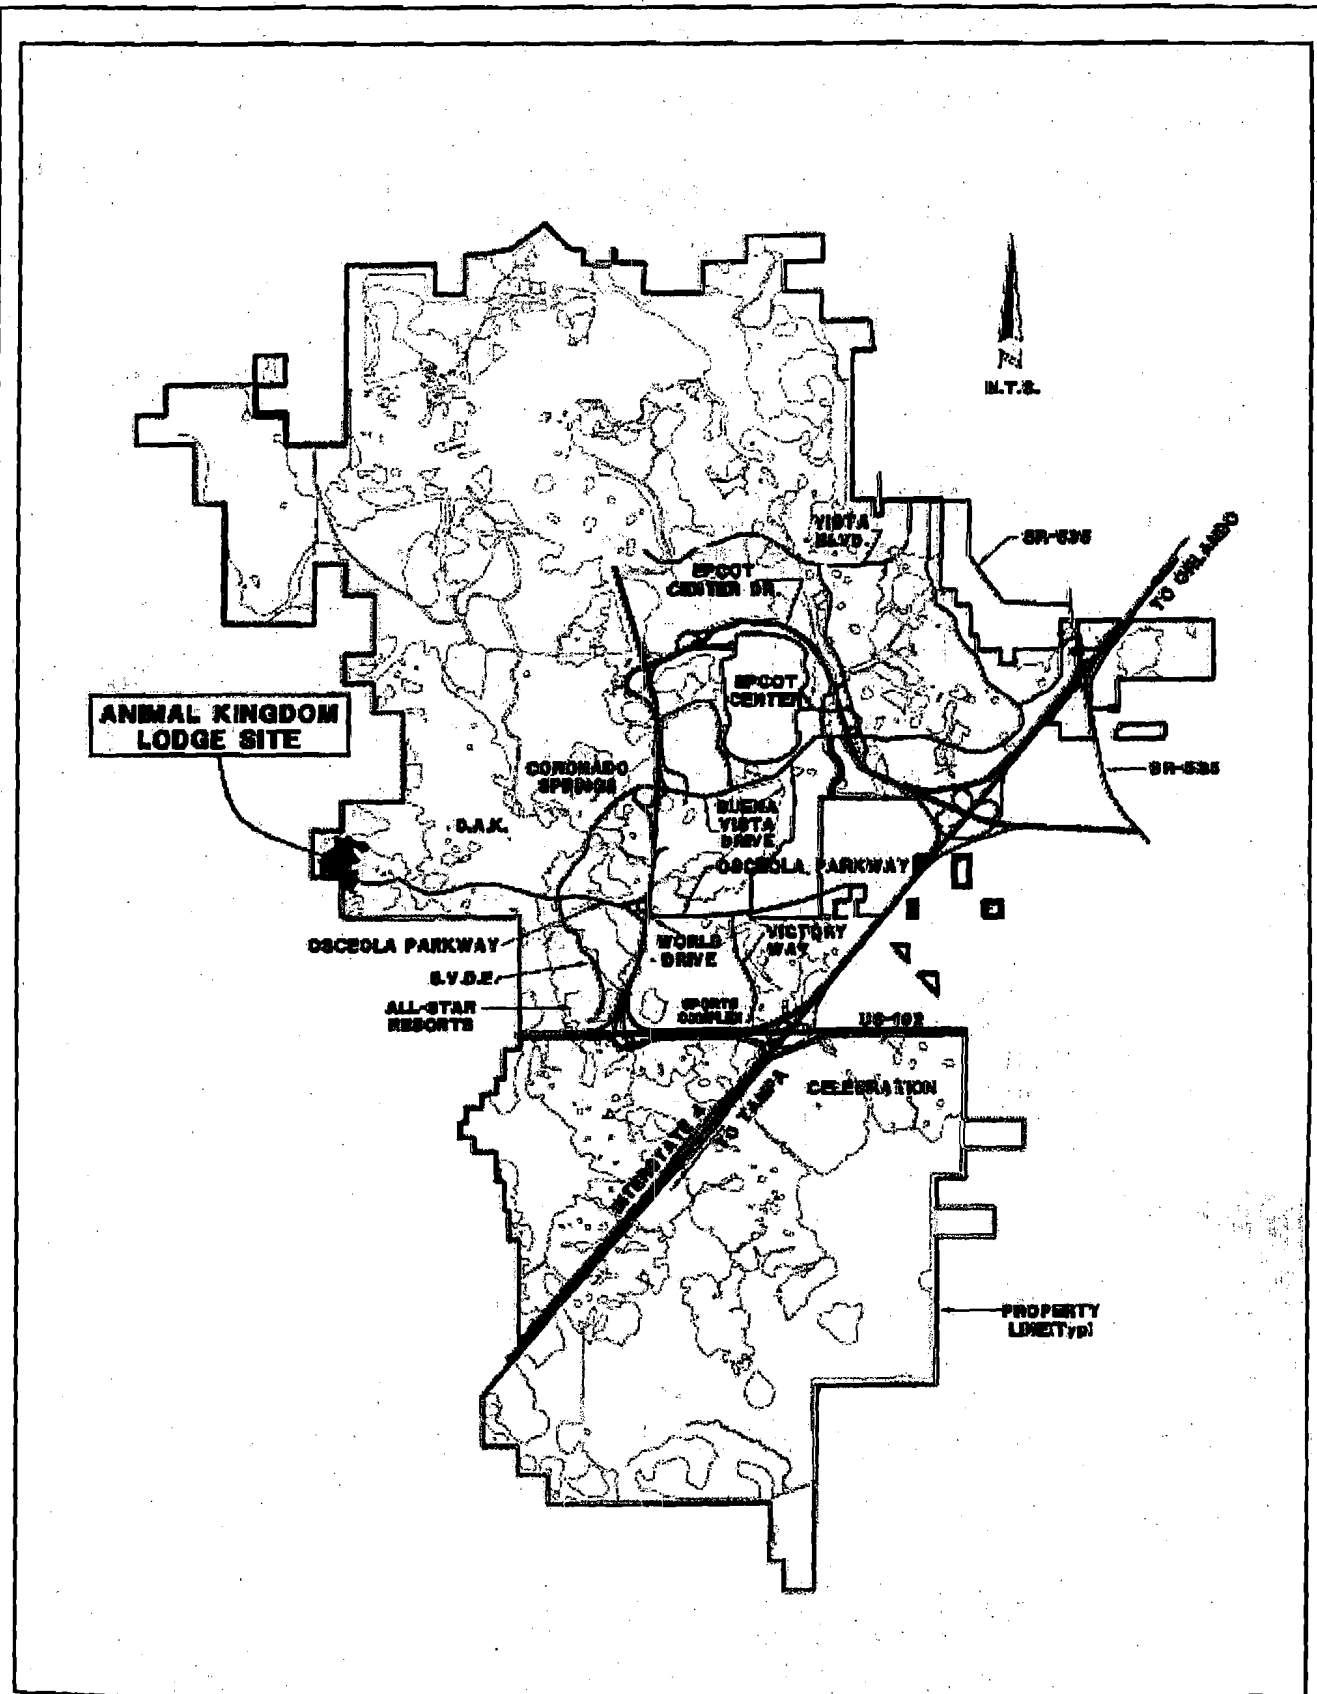 N.T.S.
VISTA
BLVD.
SR-535
TO ORLANDO
EPCOT
CENTER DR.
EPCOT
CENTER
ANIMAL KINGDOM
LODGE SITE
CORONADO
SPRINGS
SR-535
BUENA
VISTA
DRIVE
D.A.K.
OSCEOLA PARKWAY
OSCEOLA PARKWAY
WORLD
DRIVE
VICTORY
WAY
B.V.D.E.
ALL-STAR
RESORTS
SPORTS
COMPLEX
US-192
CELEBRATION
INTERSTATE 4
TO TAMPA
PROPERTY
LINE(Typ)